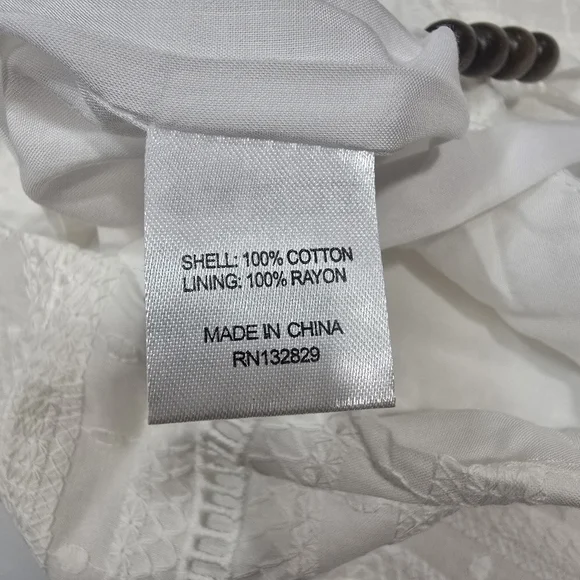 SHELL: 100% COTTON
LINING: 100% RAYON
MADE IN CHINA
RN132829